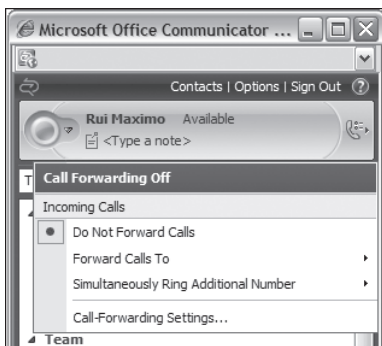 Microsoft Office Communicator ...
Contacts | Options | Sign Out ?
Rui Maximo Available
<Type a note>
T
Call Forwarding Off
Incoming Calls
Do Not Forward Calls
Forward Calls To
Simultaneously Ring Additional Number
Call-Forwarding Settings...
Team